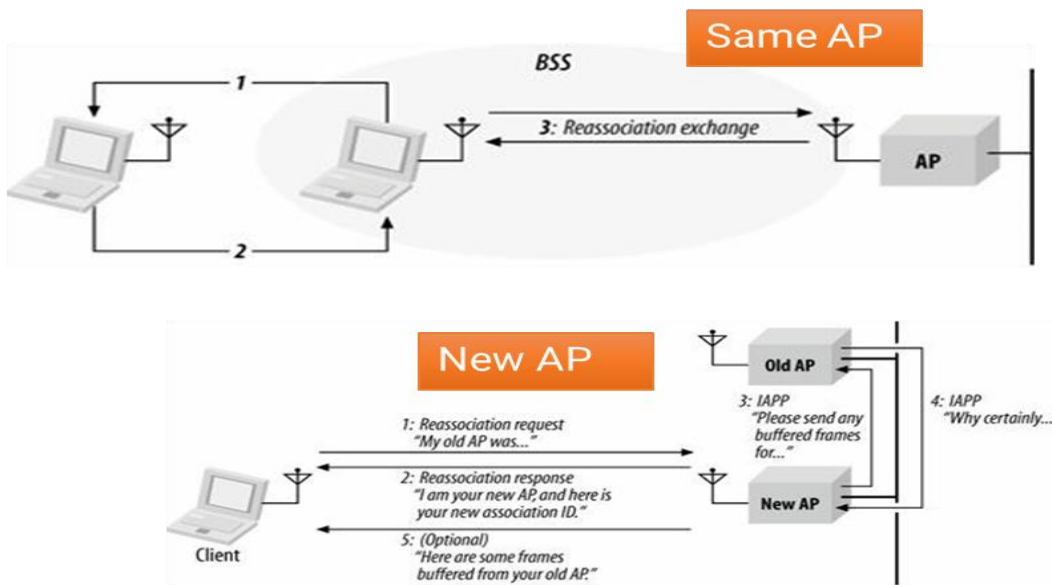 Same AP
BSS
1
3: Reassociation exchange
AP
2
New AP
Old AP
3: IAPP
"Please send any
buffered frames
for..."
4: IAPP
"Why certainly...
1: Reassociation request
"My old AP was..."
2: Reassociation response
"I am your new AP, and here is
your new association ID."
New AP
5: (Optional)
"Here are some frames
buffered from your old AP."
Client